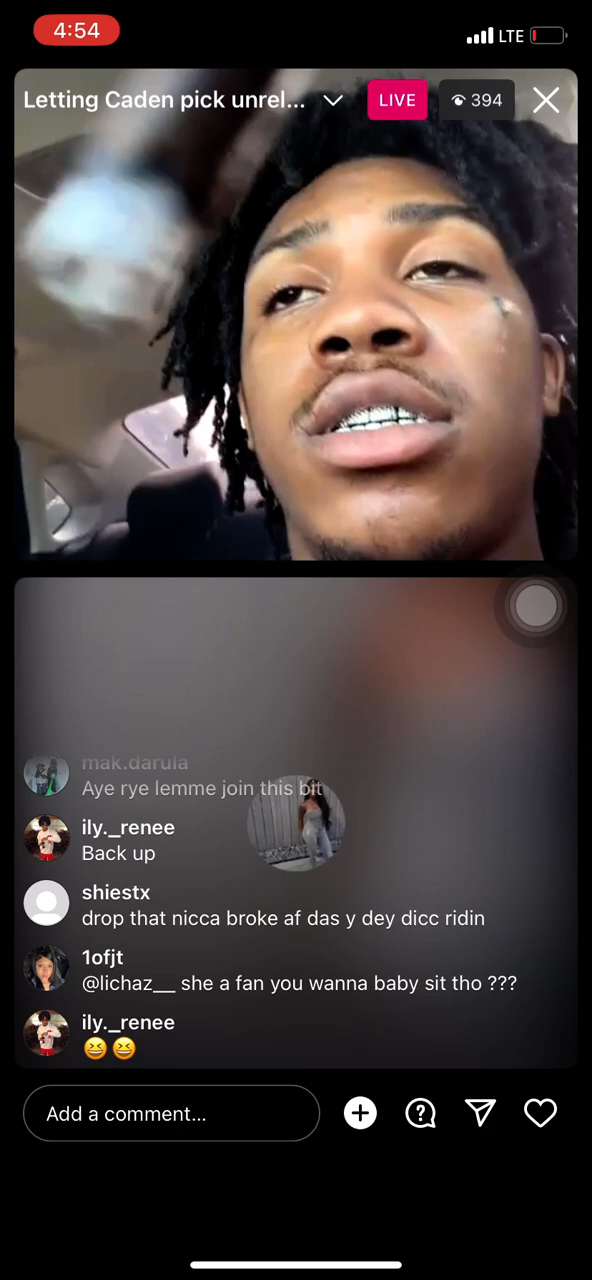 4:54
LTE
Letting Caden pick unrel...
LIVE
394
mak.darula
Aye rye lemme join this bit
ily._renee
Back up
shiestx
drop that nicca broke af das y dey dicc ridin
1ofjt
@lichaz__ she a fan you wanna baby sit tho ???
ily._renee
😆 😆
Add a comment...